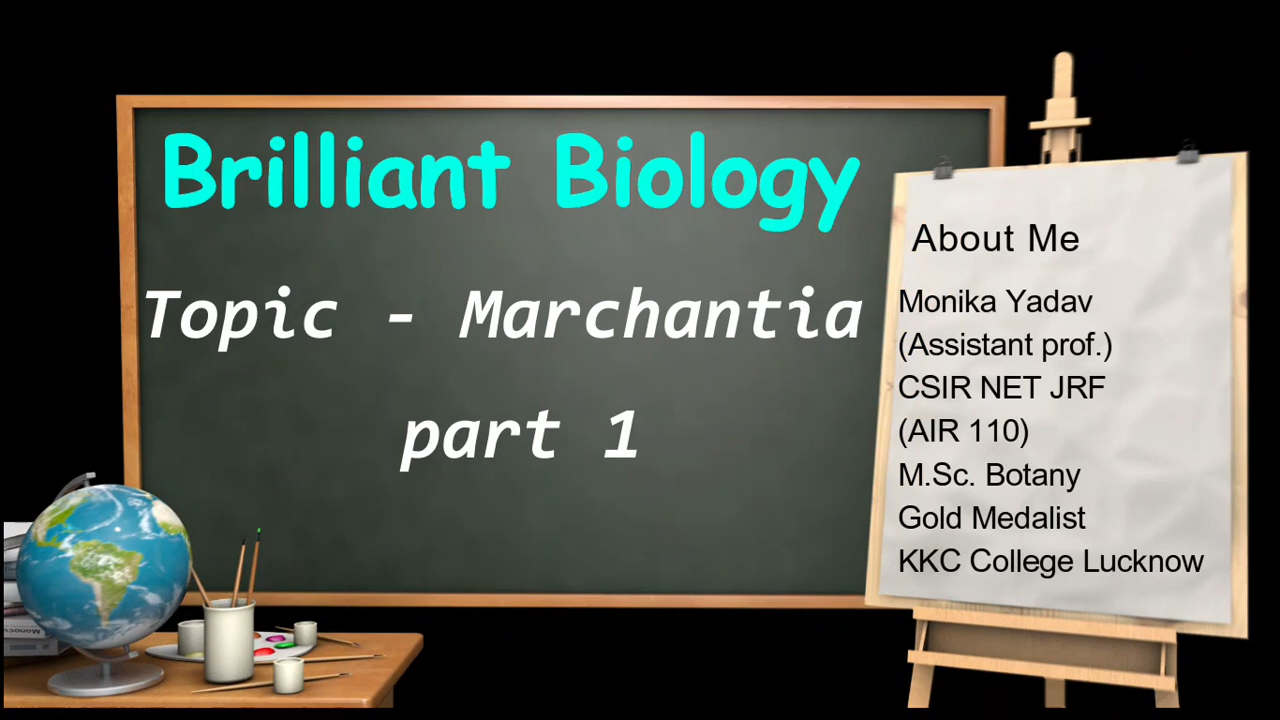 Brilliant Biology
Topic - Marchantia
part 1
About Me
Monika Yadav
(Assistant prof.)
CSIR NET JRF
(AIR 110)
M.Sc. Botany
Gold Medalist
KKC College Lucknow